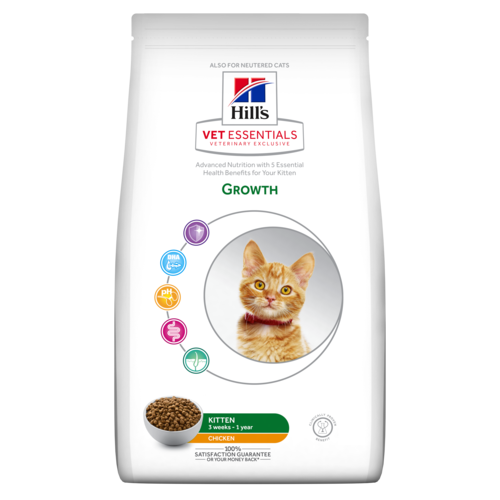 ALSO FOR NEUTERED CATS
Hill's
VET ESSENTIALS
VETERINARY EXCLUSIVE
Advanced Nutrition with 5 Essential
Health Benefits for Your Kitten
GROWTH
DHA
pH
KITTEN
3 weeks - 1 year
CHICKEN
100%
SATISFACTION GUARANTEE
OR YOUR MONEY BACK*